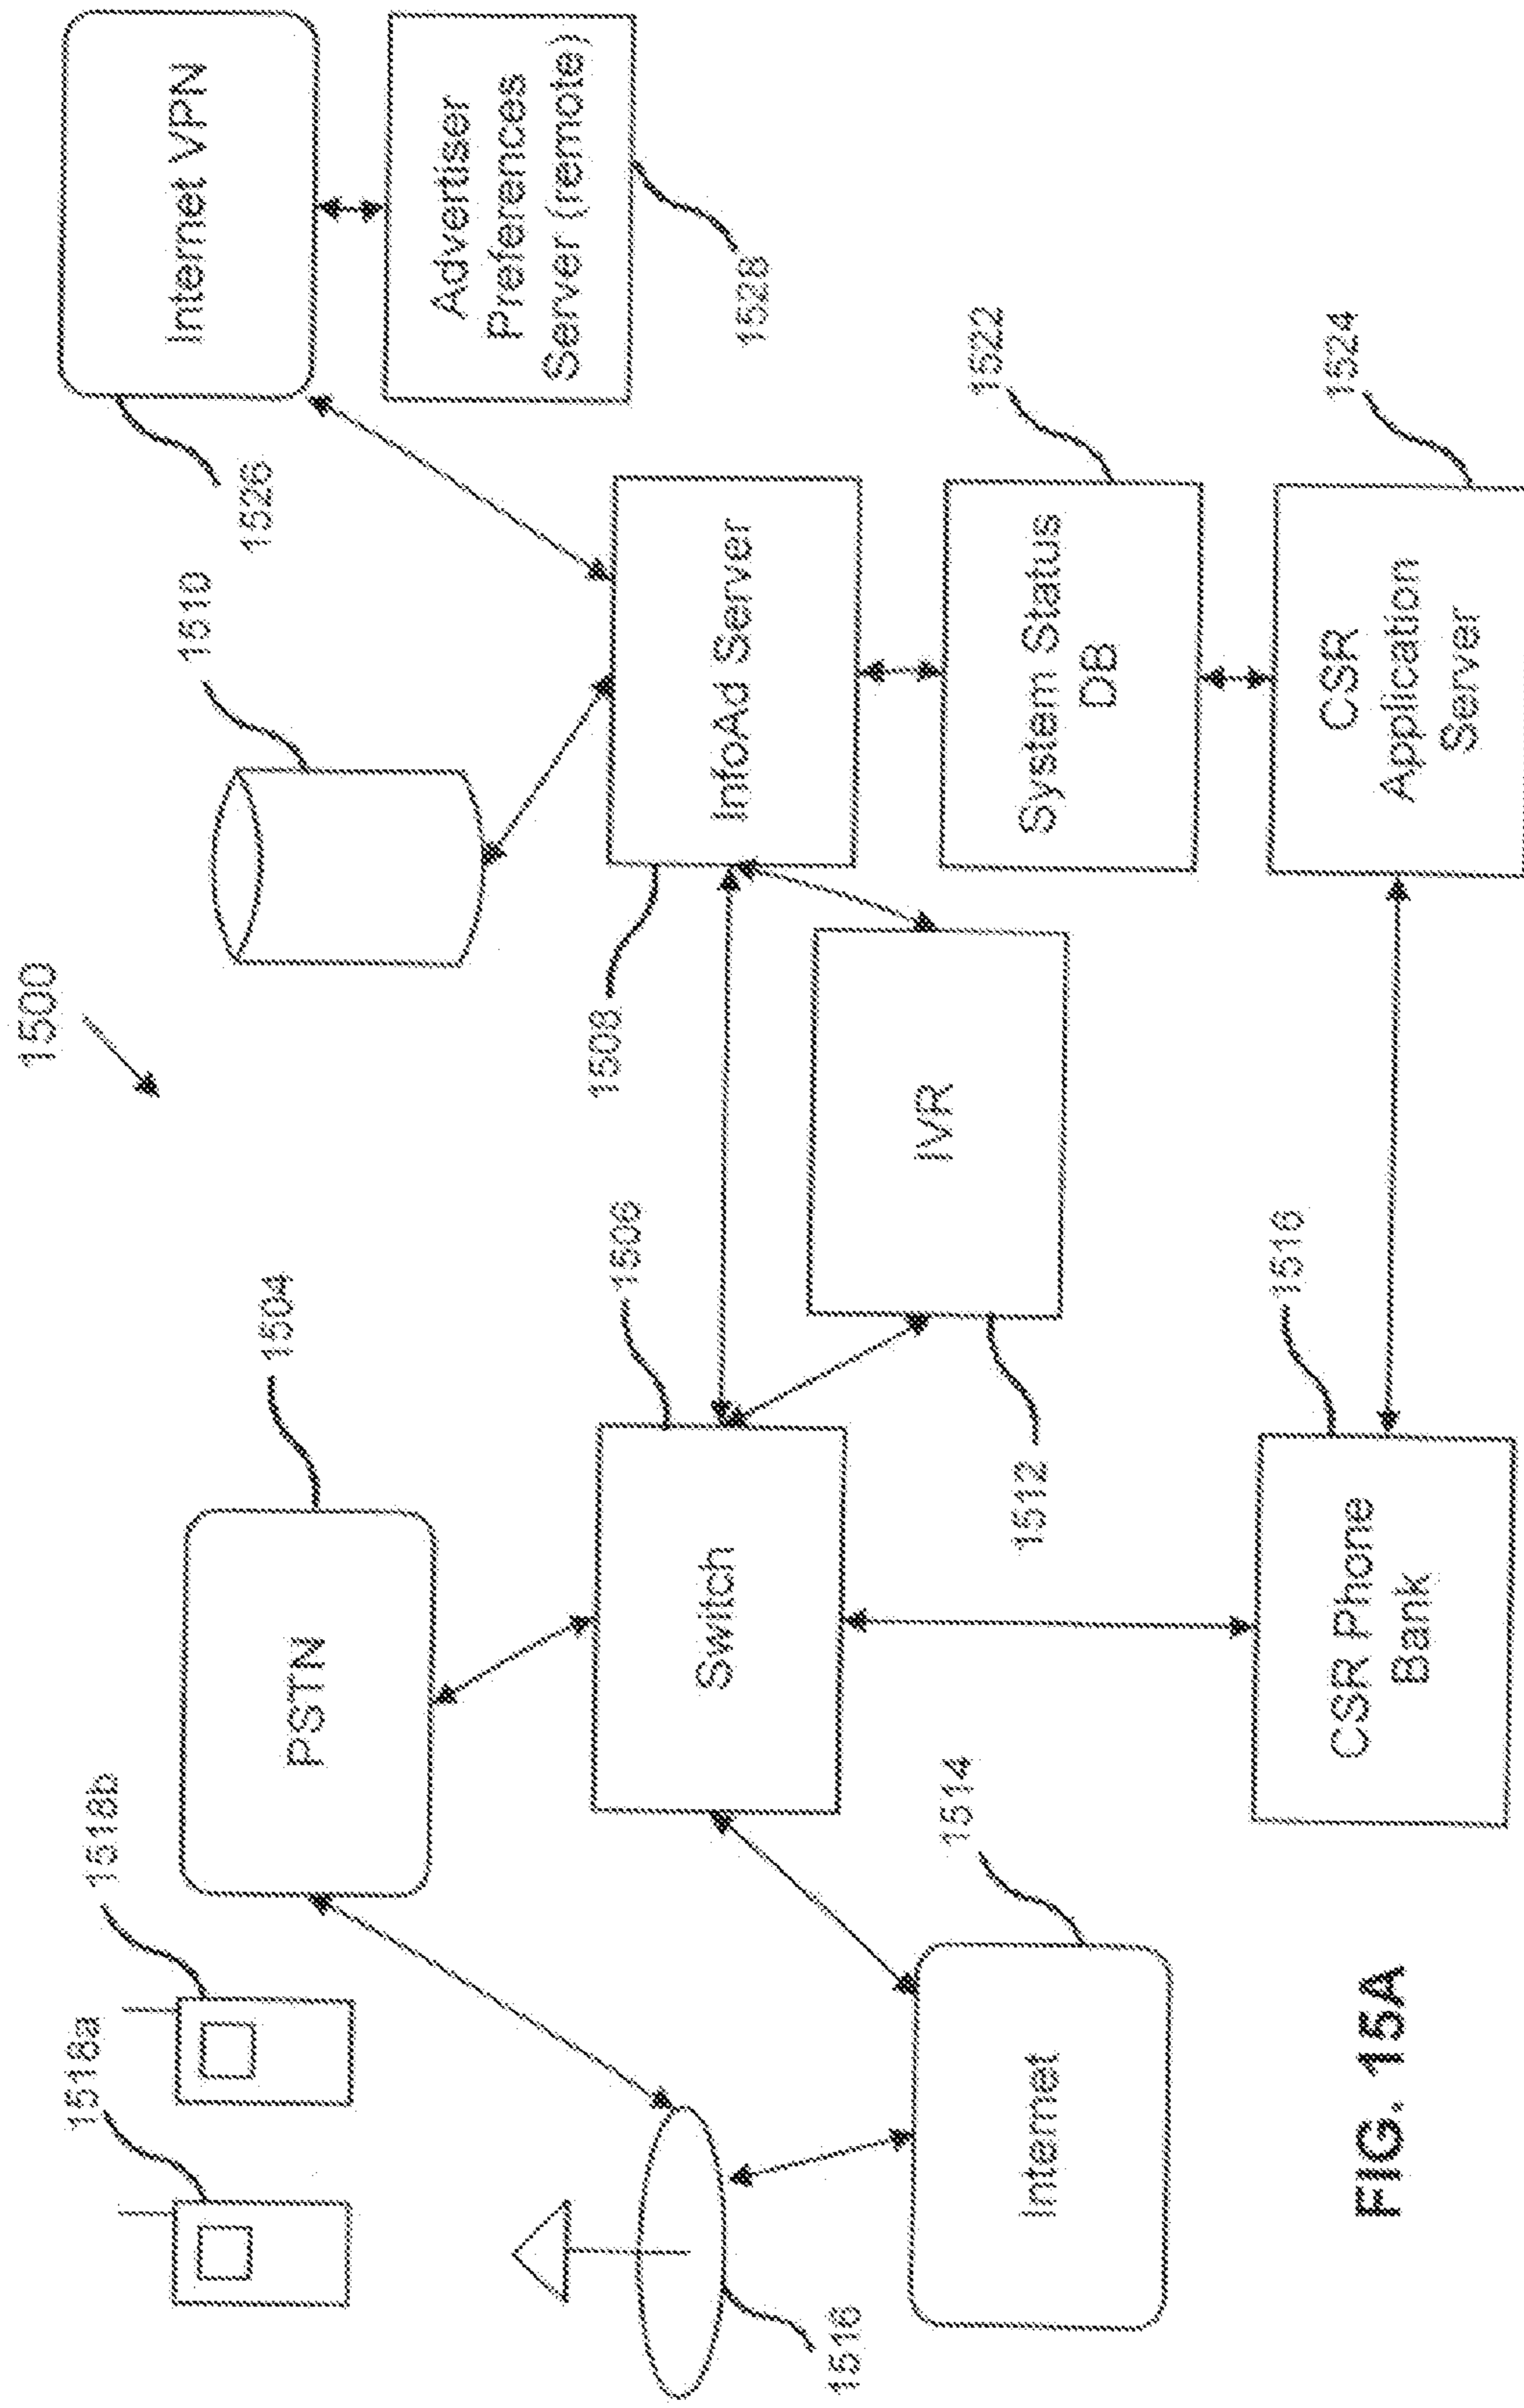 1500
1518a
1518b
Internet VPN
1510
1526
1504
PSTN
Advertiser
Preferences
Server (remote)
1508
1506
Switch
InfoAd Server
1528
1516
IVR
1514
1522
1512
Internet
System Status
DB
1516
1524
CSR Phone
Bank
CSR
Application
Server
FIG. 15A